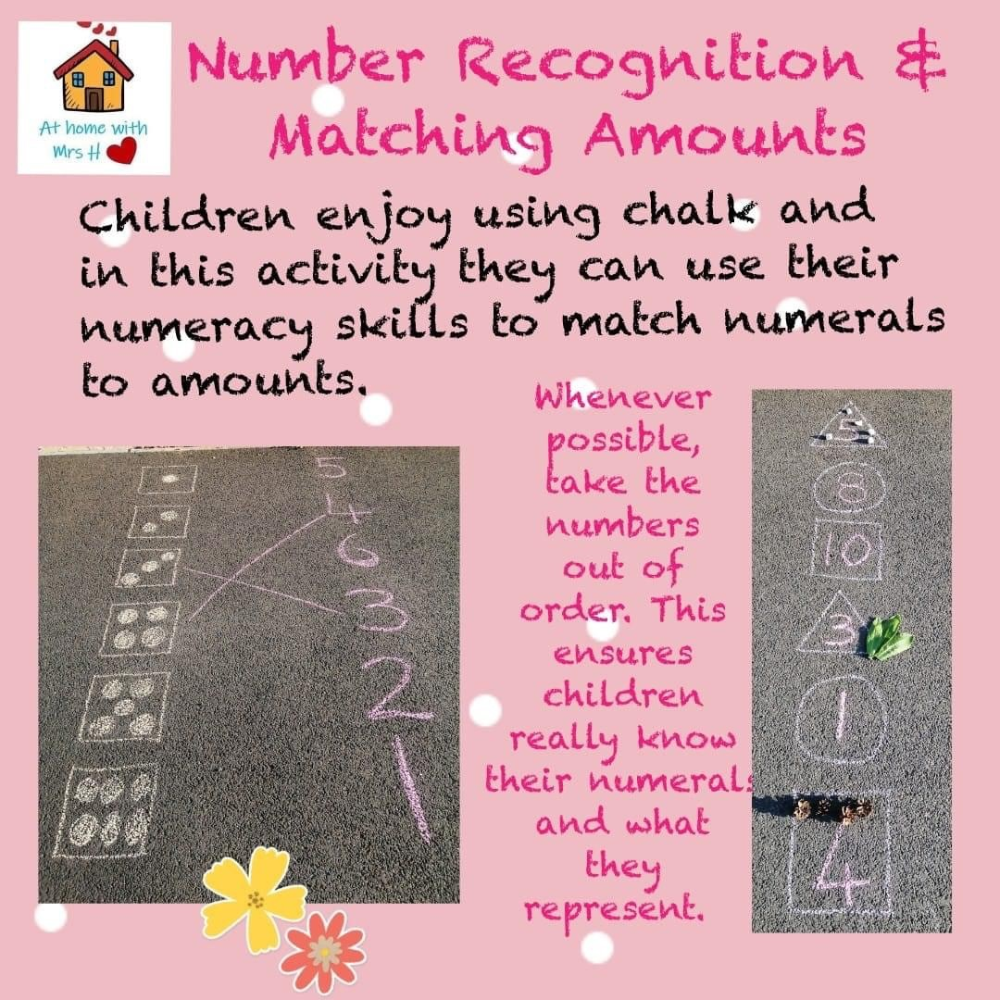 At home with
Mrs H
Number Recognition &
Matching Amounts
Children enjoy using chalk and
in this activity they can use their
numeracy skills to match numerals
to amounts.
Whenever
possible,
take the
numbers
out of
order. This
ensures
children
really know
their numerals
and what
they
represent.
5
4
6
3
2
1
5
8
10
3
1
4